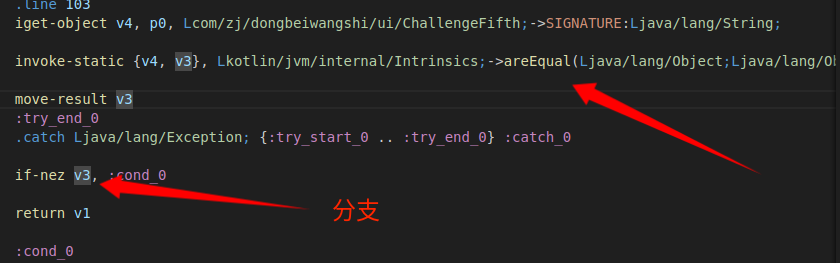 .line 103
iget-object v4, p0, Lcom/zj/dongbeiwangshi/ui/ChallengeFifth;->SIGNATURE:Ljava/lang/String;
invoke-static {v4, v3}, Lkotlin/jvm/internal/Intrinsics;->areEqual(Ljava/lang/Object;Ljava/lang/Ob
move-result v3
:try_end_0
.catch Ljava/lang/Exception; {:try_start_0 .. :try_end_0} :catch_0
if-nez v3, :cond_0
return v1
分支
:cond_0